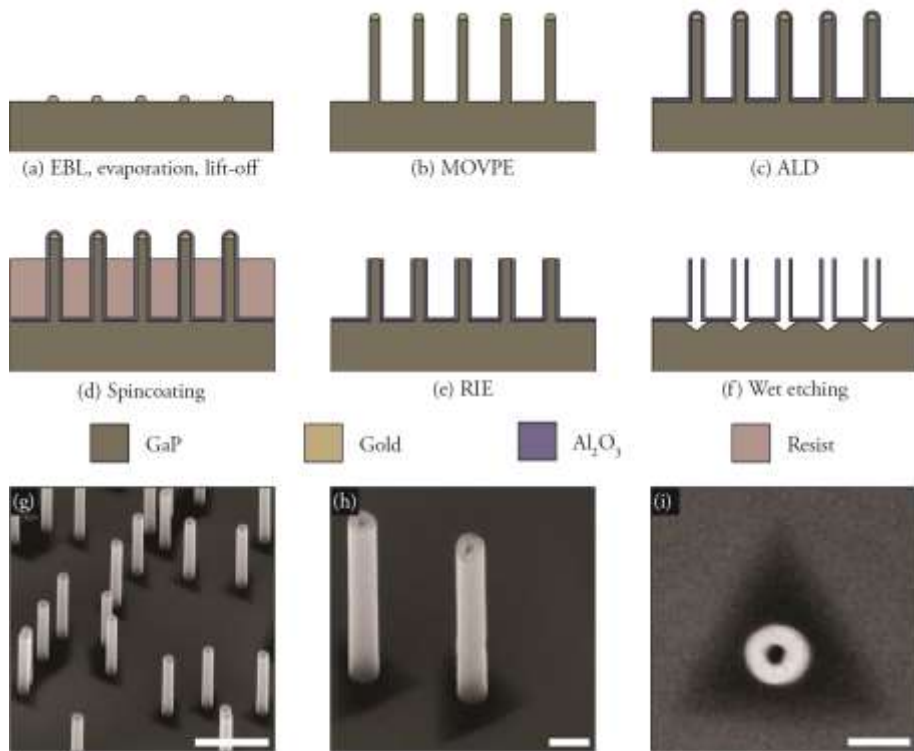 (a) EBL, evaporation, lift-off
(b) MOVPE
(c) ALD
(d) Spincoating
(e) RIE
(f) Wet etching
GaP
Gold
Al₂O₃
Resist
(g)
(h)
(i)